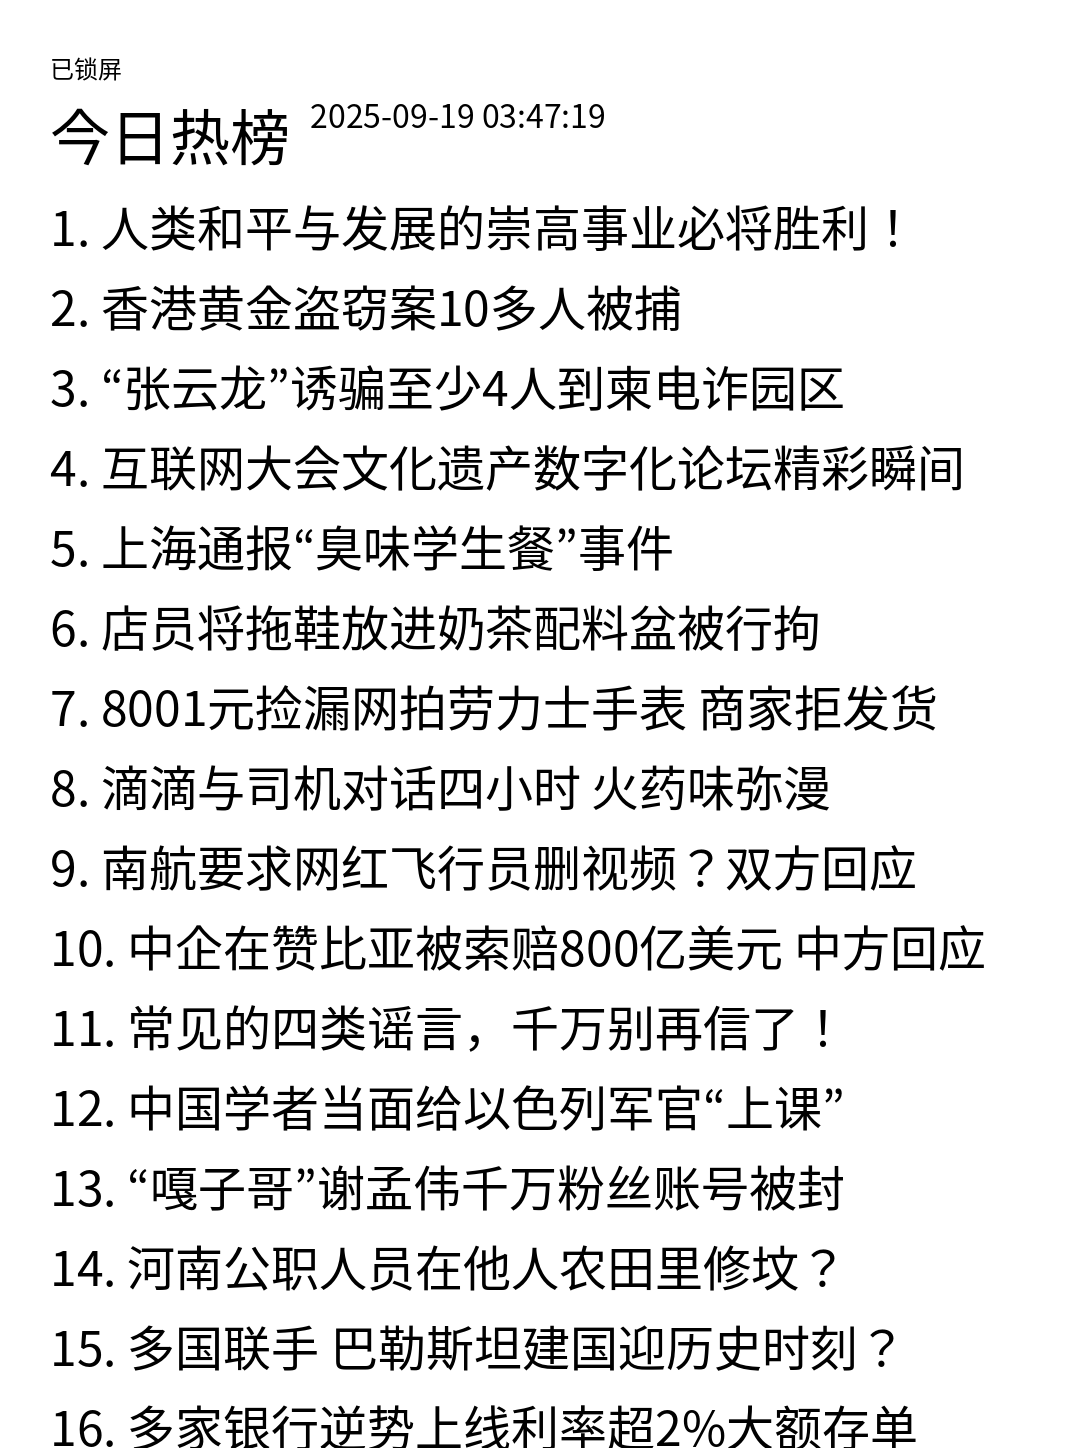 已锁屏
今日热榜 2025-09-19 03:47:19
1. 人类和平与发展的崇高事业必将胜利！
2. 香港黄金盗窃案10多人被捕
3. “张云龙”诱骗至少4人到柬电诈园区
4. 互联网大会文化遗产数字化论坛精彩瞬间
5. 上海通报“臭味学生餐”事件
6. 店员将拖鞋放进奶茶配料盆被行拘
7. 8001元捡漏网拍劳力士手表 商家拒发货
8. 滴滴与司机对话四小时 火药味弥漫
9. 南航要求网红飞行员删视频？双方回应
10. 中企在赞比亚被索赔800亿美元 中方回应
11. 常见的四类谣言，千万别再信了！
12. 中国学者当面给以色列军官“上课”
13. “嘎子哥”谢孟伟千万粉丝账号被封
14. 河南公职人员在他人农田里修坟？
15. 多国联手 巴勒斯坦建国迎历史时刻？
16. 多家银行逆势上线利率超2%大额存单